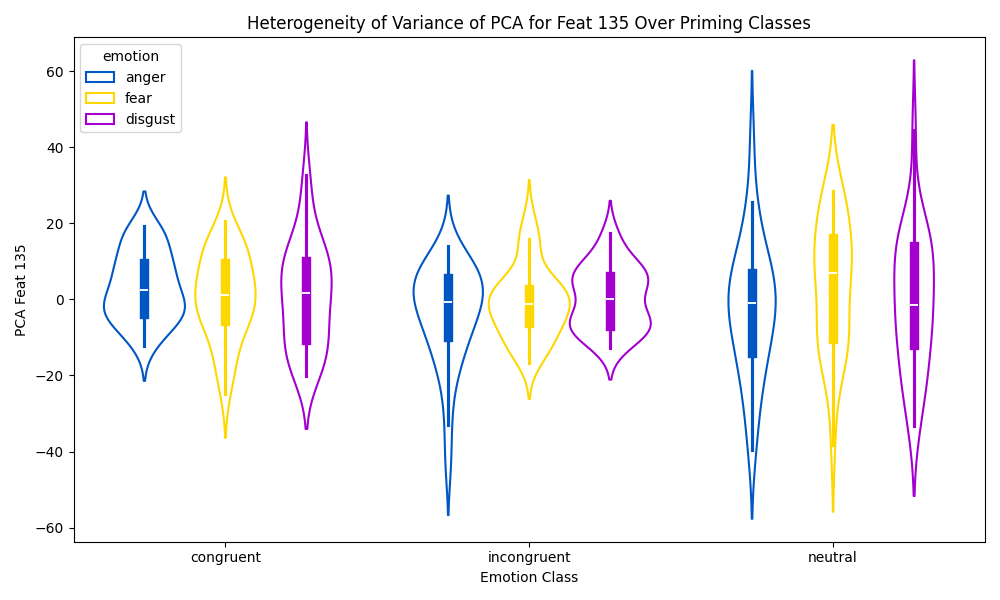 Heterogeneity of Variance of PCA for Feat 135 Over Priming Classes
emotion
anger
fear
disgust
PCA Feat 135
60
40
20
0
−20
−40
−60
congruent
incongruent
neutral
Emotion Class